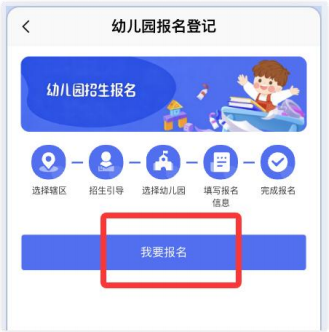 幼儿园报名登记
幼儿园招生报名
选择辖区
招生引导
选择幼儿园
填写报名
信息
完成报名
我要报名